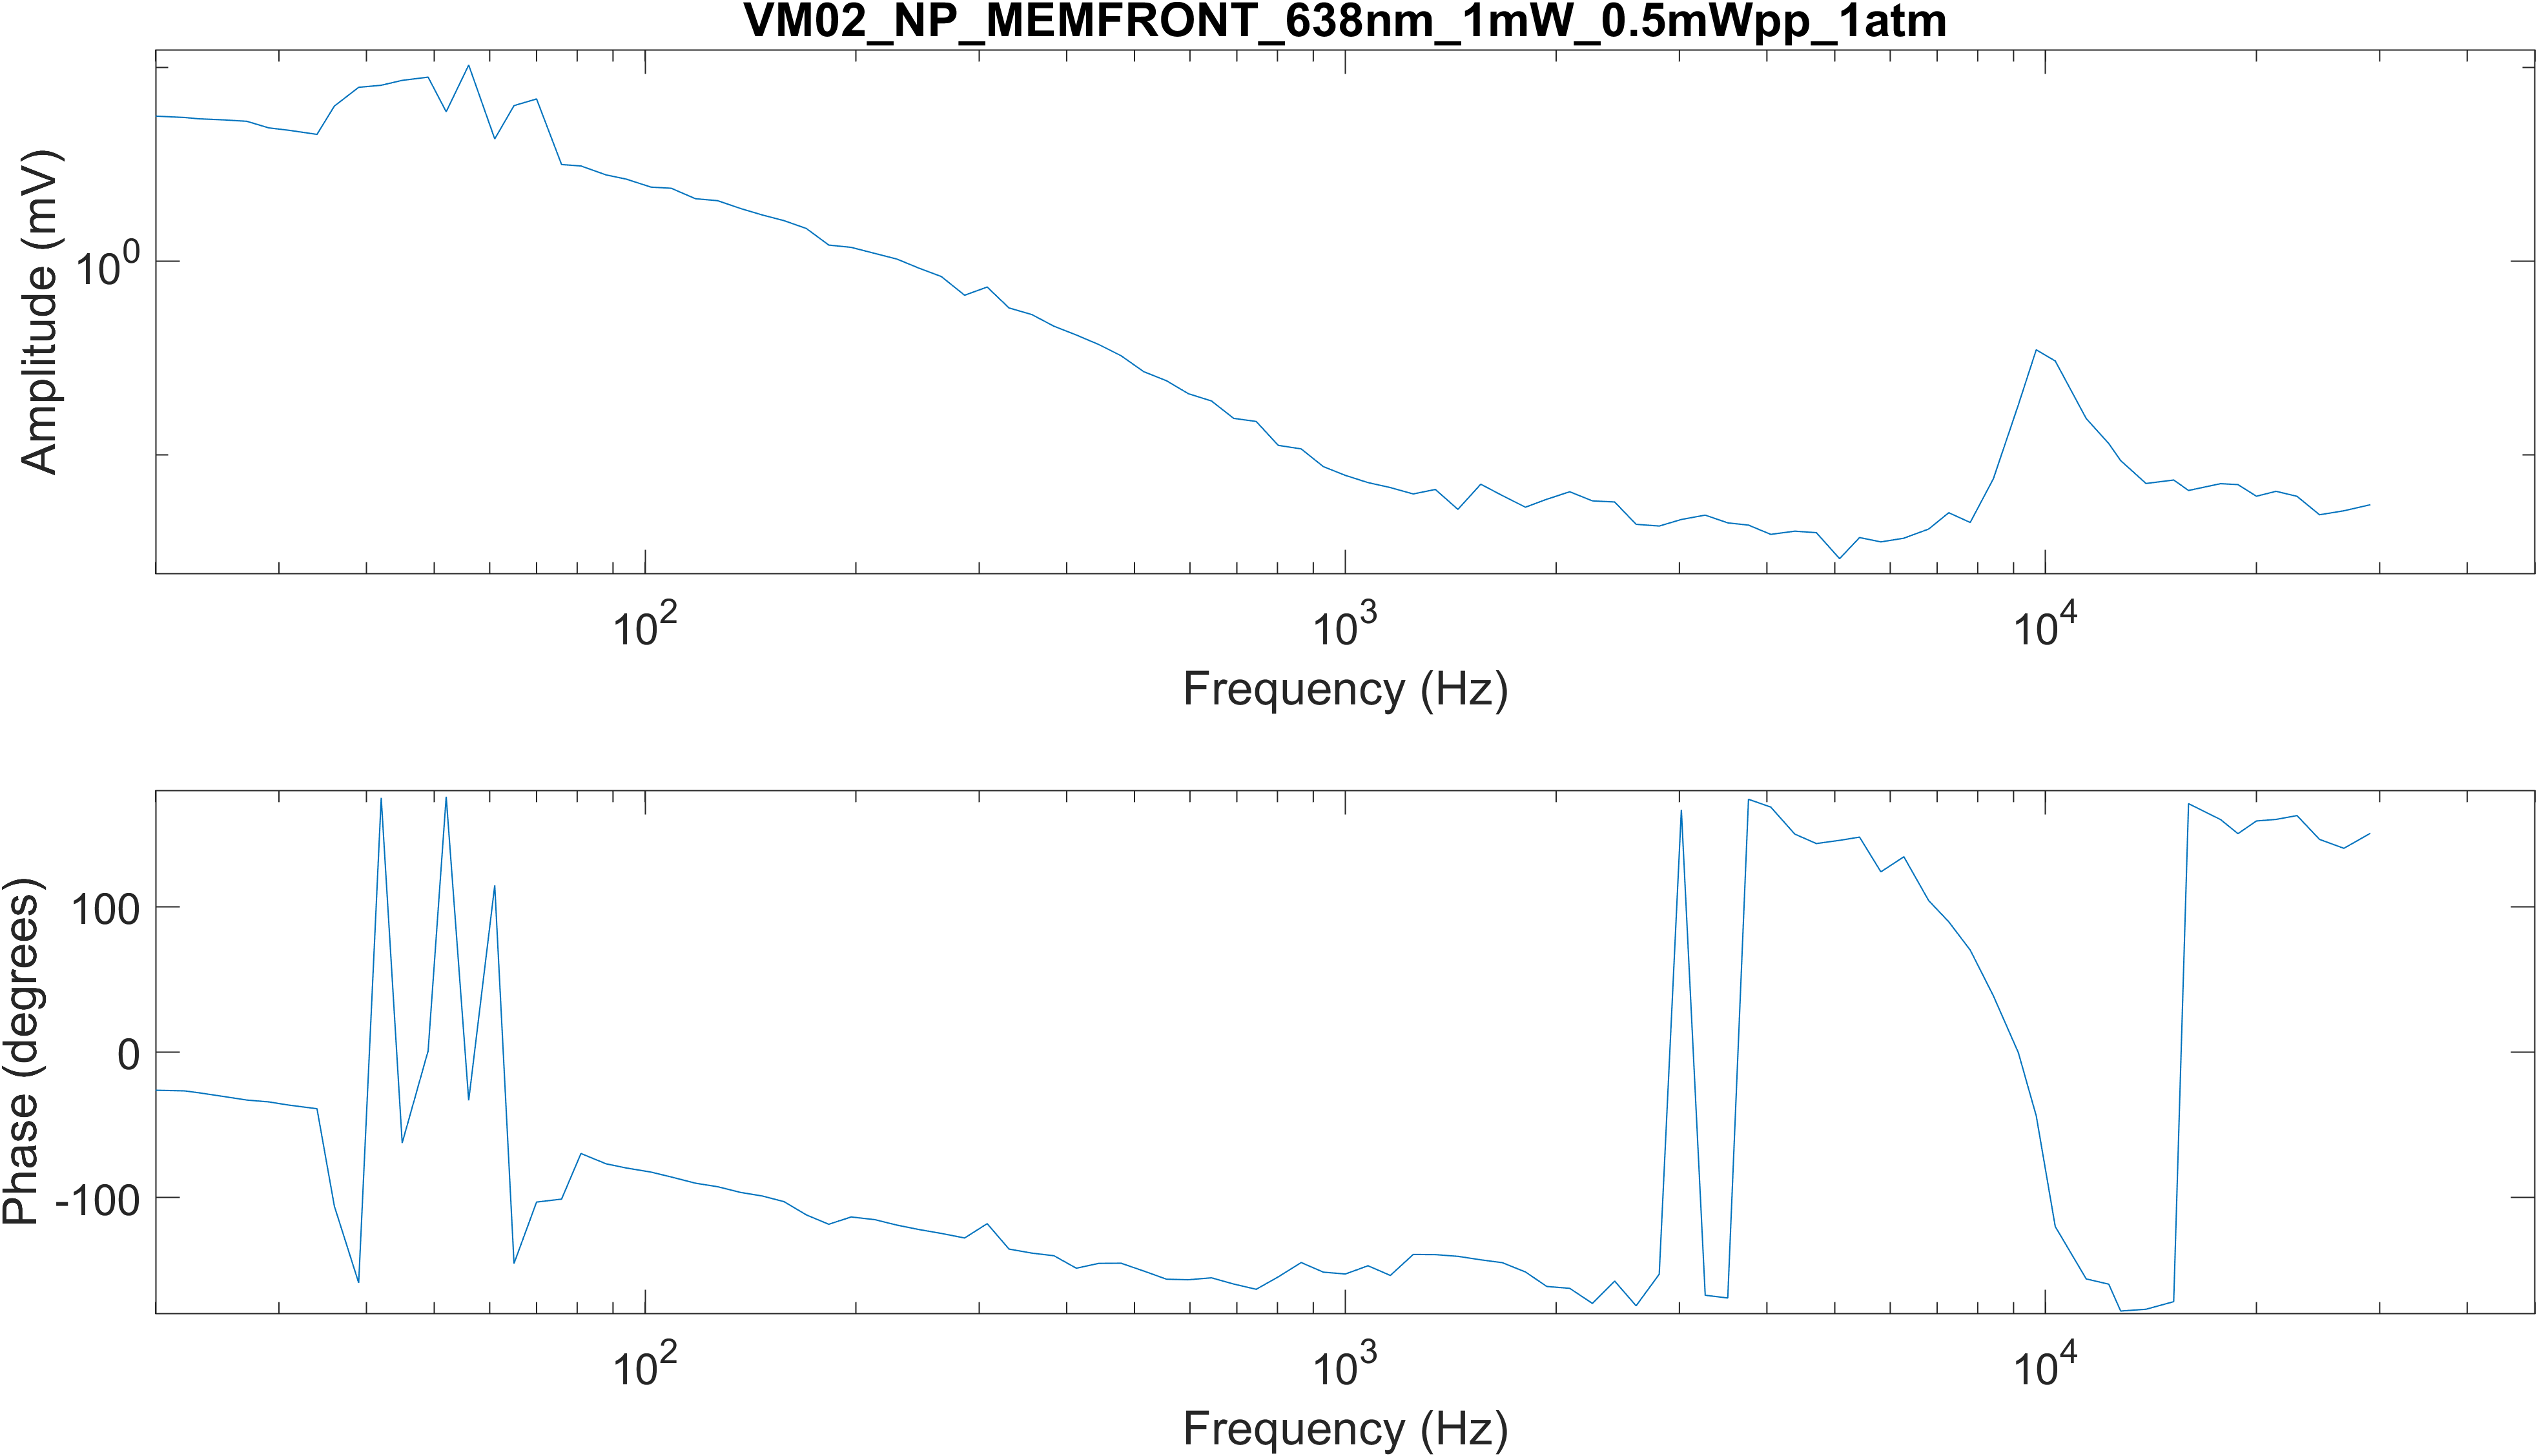 VM02_NP_MEMFRONT_638nm_1mW_0.5mWpp_1atm
Amplitude (mV)
10^0
10^2 10^3 10^4
Frequency (Hz)
Phase (degrees)
100
0
-100
10^2 10^3 10^4
Frequency (Hz)